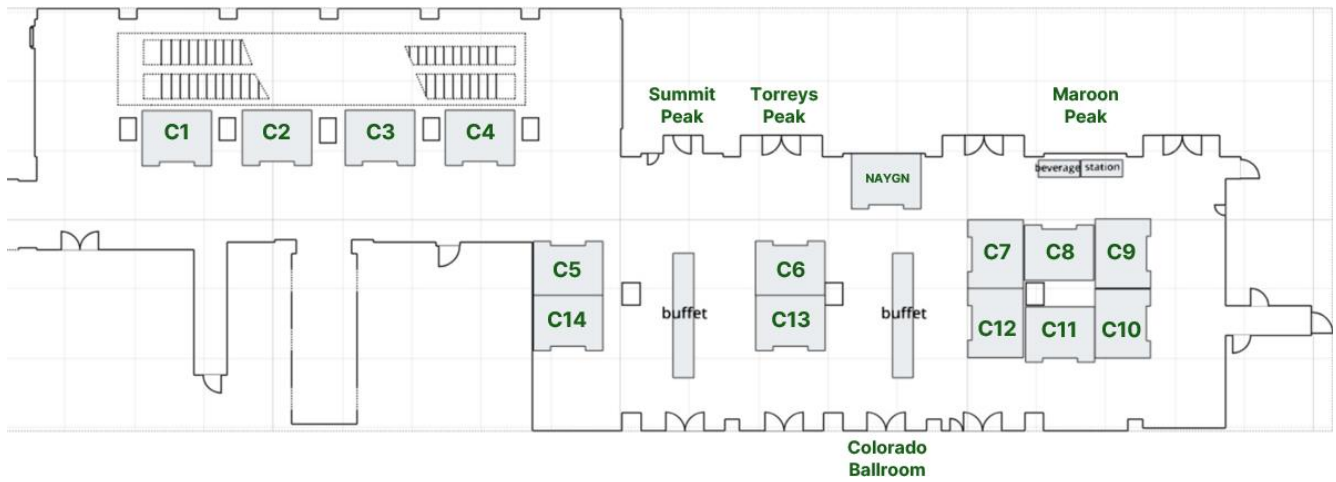 Summit
Peak
Torreys
Peak
Maroon
Peak
C1
C2
C3
C4
NAYGN
beverage
station
C5
C6
C7
C8
C9
C14
buffet
C13
buffet
C12
C11
C10
Colorado
Ballroom